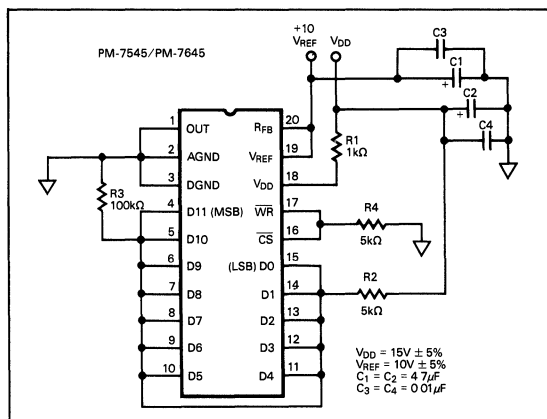 PM-7545/PM-7645
+10
VREF VDD
C3
C1
+
C2
+
C4
R1
1kΩ
1 OUT RFB 20
2 AGND VREF 19
3 DGND VDD 18
R3
100kΩ
4 D11 (MSB) WR 17
5 D10 CS 16
R4
5kΩ
6 D9 (LSB) D0 15
7 D8 D1 14
R2
5kΩ
8 D7 D2 13
9 D6 D3 12
10 D5 D4 11
VDD = 15V ± 5%
VREF = 10V ± 5%
C1 = C2 = 4 7μF
C3 = C4 = 0 01μF